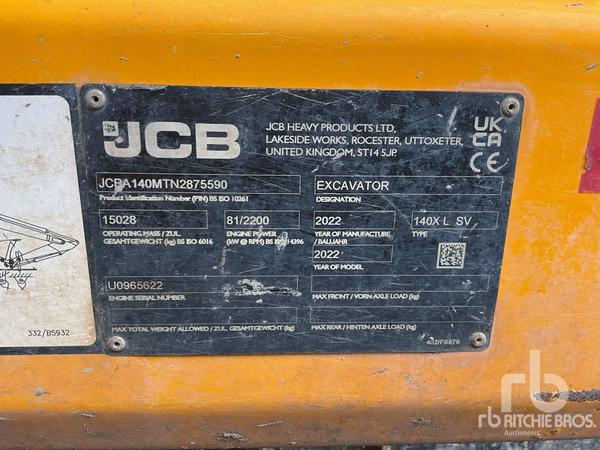 JCB
JCB HEAVY PRODUCTS LTD,
LAKESIDE WORKS, ROCESTER, UTTOXETER,
UNITED KINGDOM, ST14 5JP.
UK
CA
CE
JCBA140MTN2875590
Product Identification Number (PIN) BS ISO 10261
EXCAVATOR
DESIGNATION
15028
OPERATING MASS / ZUL.
GESAMTGEWICHT (kg) BS ISO 6016
81/2200
ENGINE POWER
(kW @ RPM) BS ISO 14396
2022
YEAR OF MANUFACTURE
/ BAUJAHR
140X L SV
TYPE
2022
YEAR OF MODEL
U0965622
ENGINE SERIAL NUMBER
MAX FRONT / VORN AXLE LOAD (kg)
MAX TOTAL WEIGHT ALLOWED / ZUL. GESAMTGEWICHT (kg)
MAX REAR / HINTEN AXLE LOAD (kg)
402/F8976
332/B5932
rb
rb RITCHIE BROS.
Auctioneers